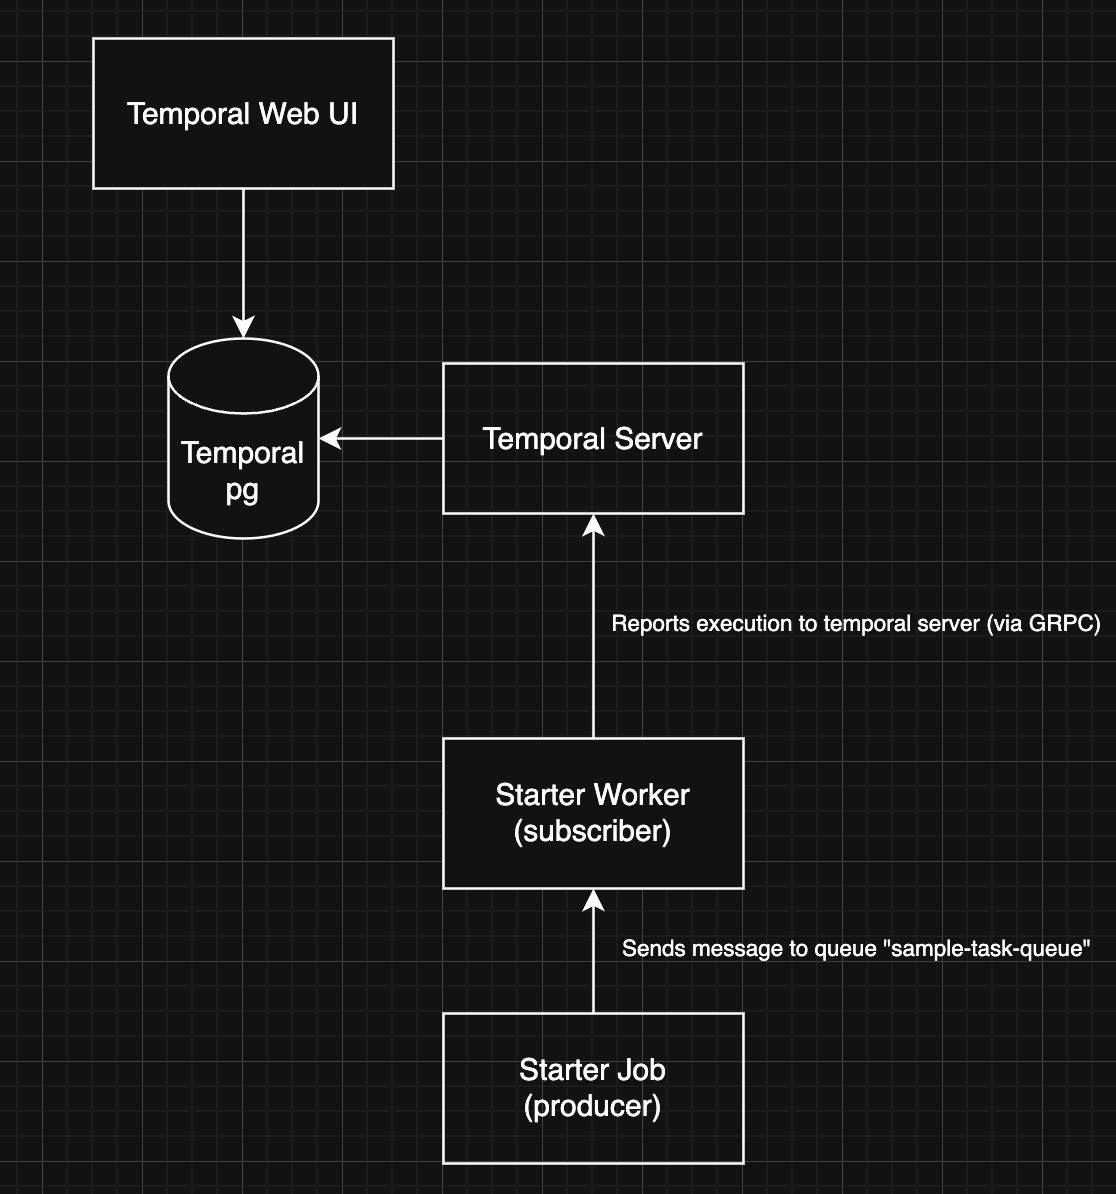 Temporal Web UI
Temporal
pg
Temporal Server
Reports execution to temporal server (via GRPC)
Starter Worker
(subscriber)
Sends message to queue "sample-task-queue"
Starter Job
(producer)